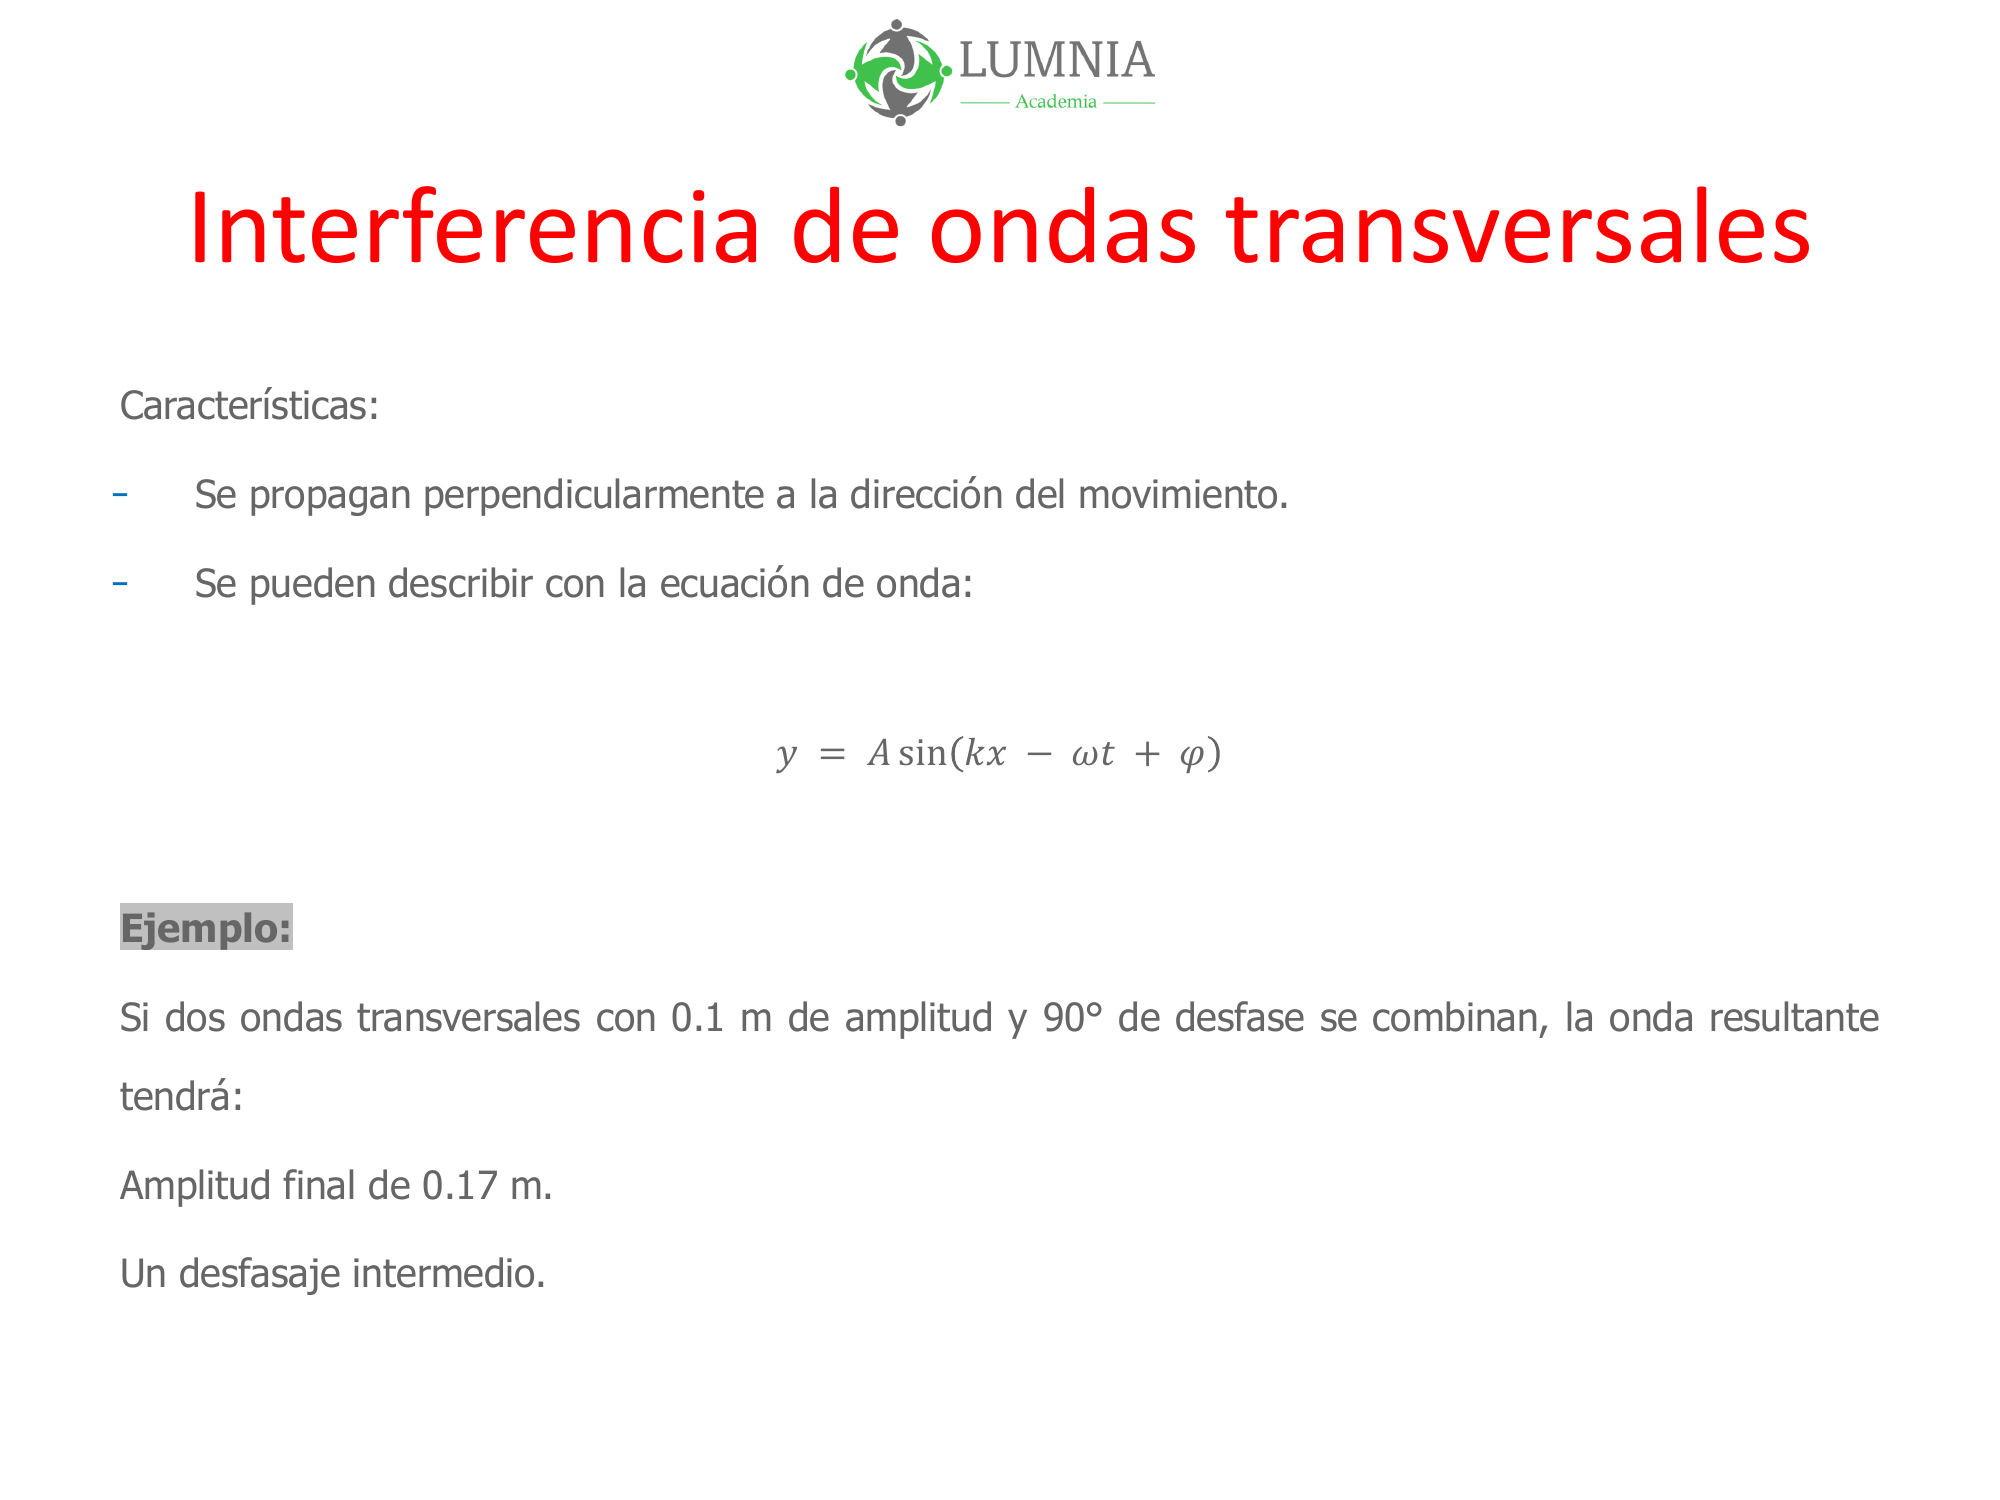 LUMNIA
Academia
Interferencia de ondas transversales
Características:
- Se propagan perpendicularmente a la dirección del movimiento.
- Se pueden describir con la ecuación de onda:
y = A sin(kx − ωt + φ)
Ejemplo:
Si dos ondas transversales con 0.1 m de amplitud y 90° de desfase se combinan, la onda resultante
tendrá:
Amplitud final de 0.17 m.
Un desfasaje intermedio.